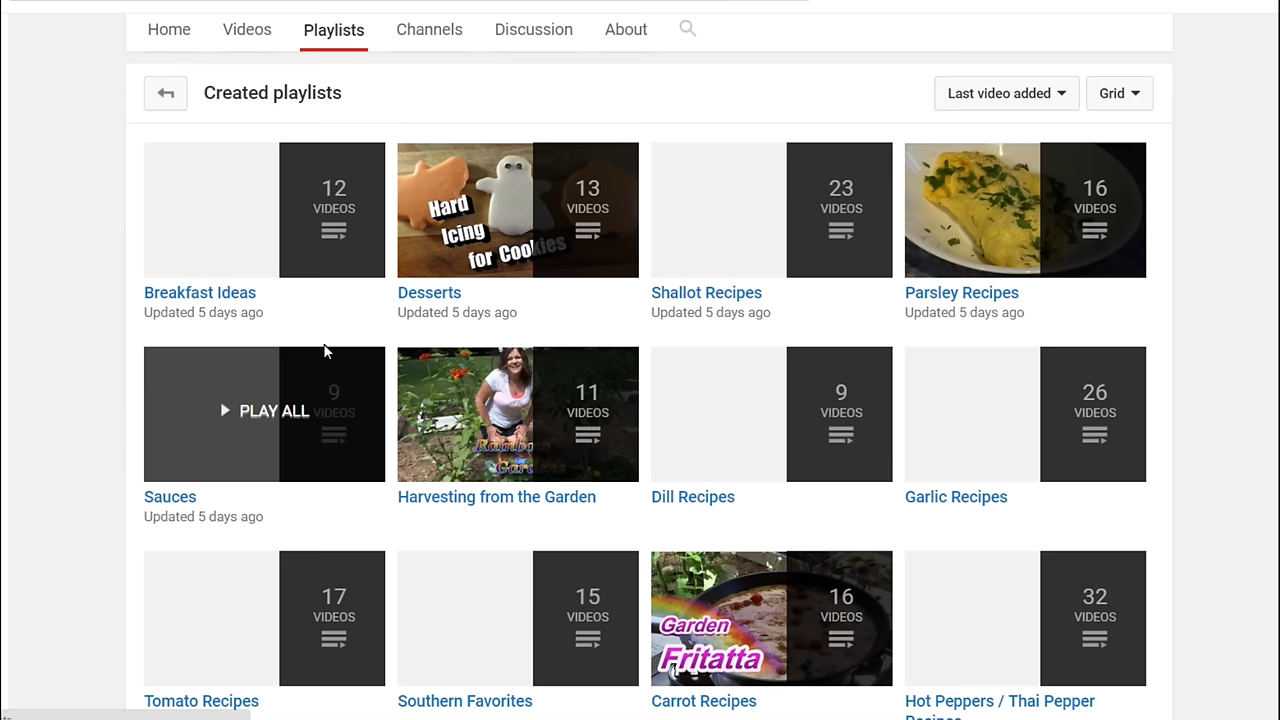 Home Videos Playlists Channels Discussion About
Created playlists Last video added Grid
12 VIDEOS
Hard
Icing
for Cookies
13 VIDEOS
23 VIDEOS
16 VIDEOS
Breakfast Ideas
Updated 5 days ago
Desserts
Updated 5 days ago
Shallot Recipes
Updated 5 days ago
Parsley Recipes
Updated 5 days ago
PLAY ALL
9 VIDEOS
11 VIDEOS
9 VIDEOS
26 VIDEOS
Sauces
Updated 5 days ago
Harvesting from the Garden
Dill Recipes
Garlic Recipes
17 VIDEOS
15 VIDEOS
Garden
Fritatta
16 VIDEOS
32 VIDEOS
Tomato Recipes
Southern Favorites
Carrot Recipes
Hot Peppers / Thai Pepper
Recipes